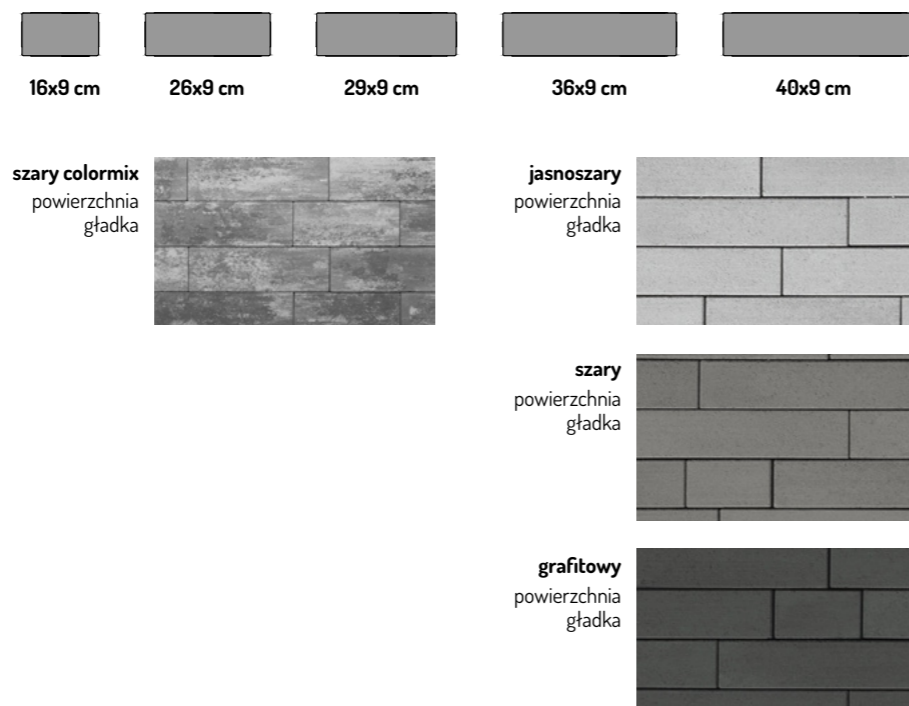 16x9 cm
26x9 cm
29x9 cm
36x9 cm
40x9 cm
szary colormix
powierzchnia
gładka
jasnoszary
powierzchnia
gładka
szary
powierzchnia
gładka
grafitowy
powierzchnia
gładka